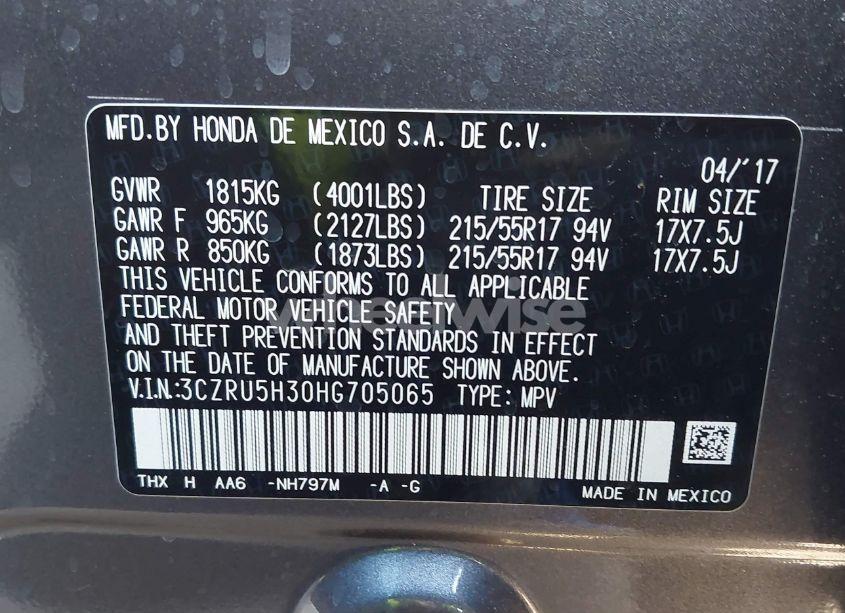 MFD.BY HONDA DE MEXICO S.A. DE C.V.
04/'17
GVWR 1815KG (4001LBS) TIRE SIZE RIM SIZE
GAWR F 965KG (2127LBS) 215/55R17 94V 17X7.5J
GAWR R 850KG (1873LBS) 215/55R17 94V 17X7.5J
THIS VEHICLE CONFORMS TO ALL APPLICABLE
FEDERAL MOTOR VEHICLE SAFETY
AND THEFT PREVENTION STANDARDS IN EFFECT
ON THE DATE OF MANUFACTURE SHOWN ABOVE.
V.I.N.:3CZRU5H30HG705065 TYPE: MPV
THX H AA6 -NH797M -A -G
MADE IN MEXICO
wheelwise